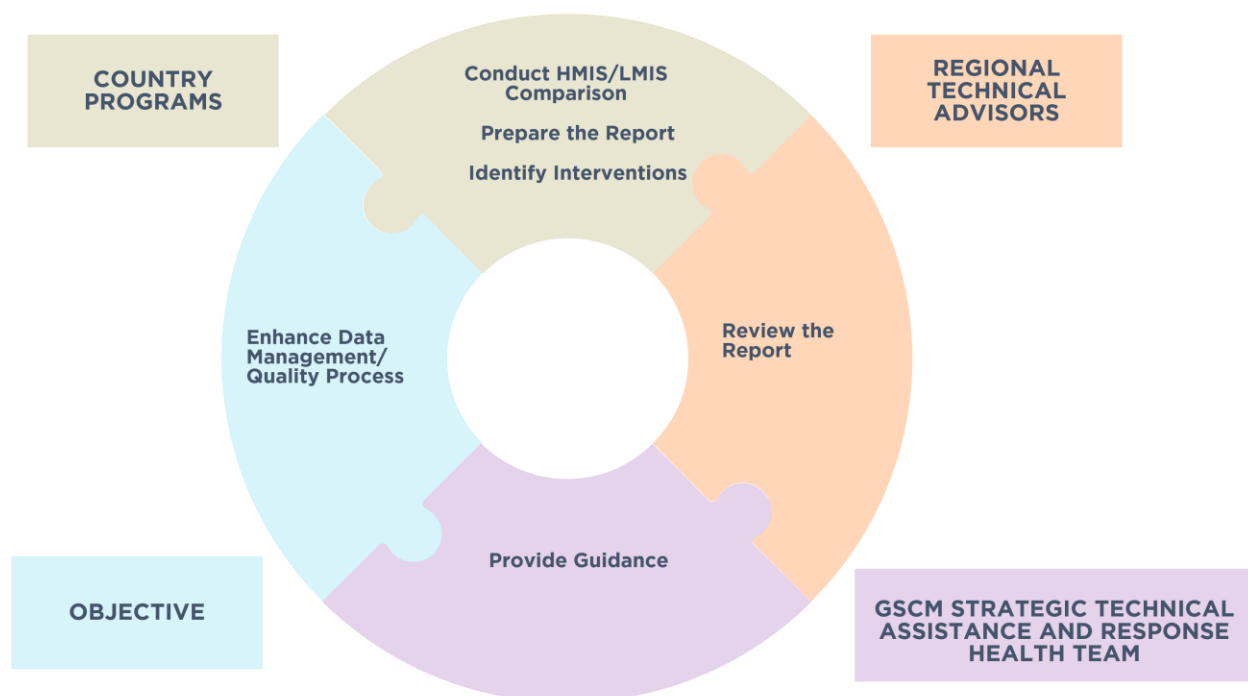 COUNTRY
PROGRAMS
Conduct HMIS/LMIS
Comparison
Prepare the Report
Identify Interventions
REGIONAL
TECHNICAL
ADVISORS
Enhance Data
Management/
Quality Process
Review the
Report
Provide Guidance
OBJECTIVE
GSCM STRATEGIC TECHNICAL
ASSISTANCE AND RESPONSE
HEALTH TEAM